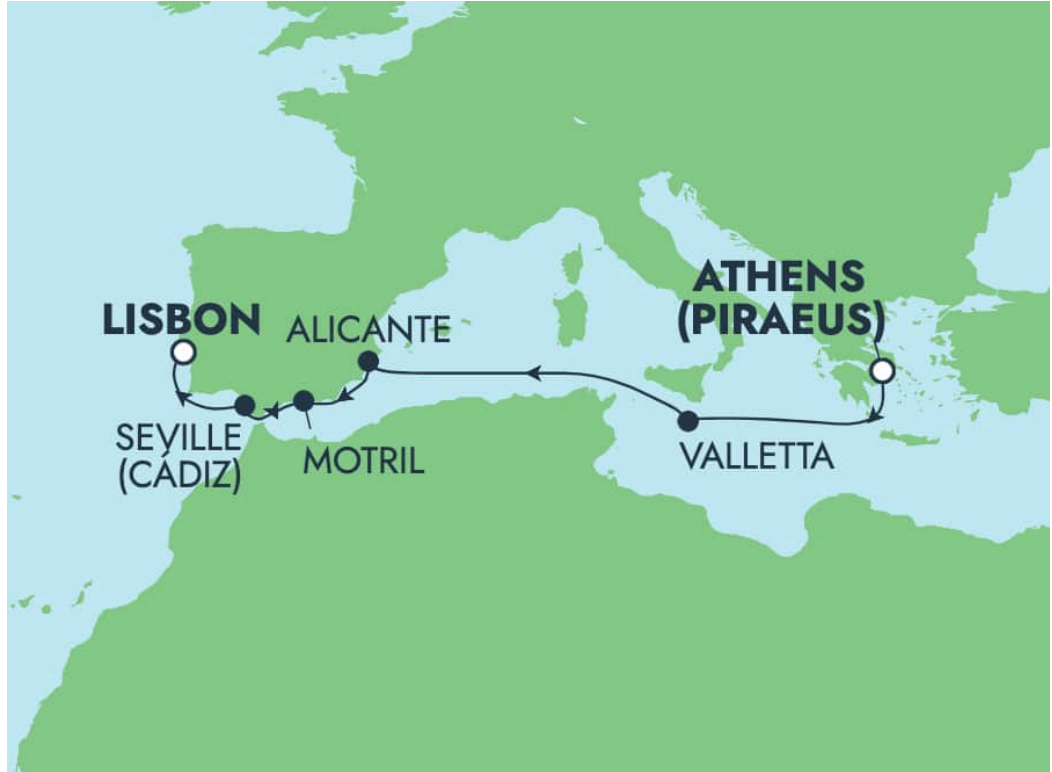 ATHENS
(PIRAEUS)
LISBON
ALICANTE
SEVILLE
(CÁDIZ)
MOTRIL
VALLETTA